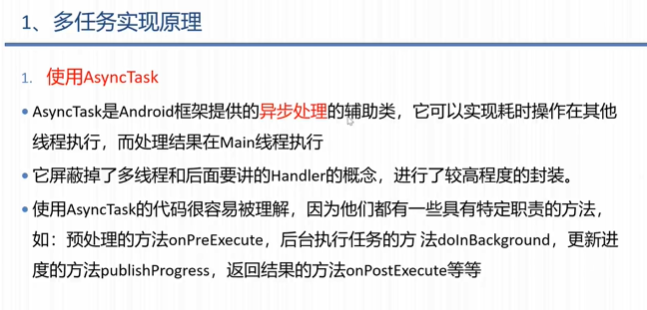 1、多任务实现原理
1. 使用AsyncTask
• AsyncTask是Android框架提供的异步处理的辅助类，它可以实现耗时操作在其他
线程执行，而处理结果在Main线程执行
• 它屏蔽掉了多线程和后面要讲的Handler的概念，进行了较高程度的封装。
• 使用AsyncTask的代码很容易被理解，因为他们都有一些具有特定职责的方法，
如：预处理的方法onPreExecute，后台执行任务的方 法doInBackground，更新进
度的方法publishProgress，返回结果的方法onPostExecute等等